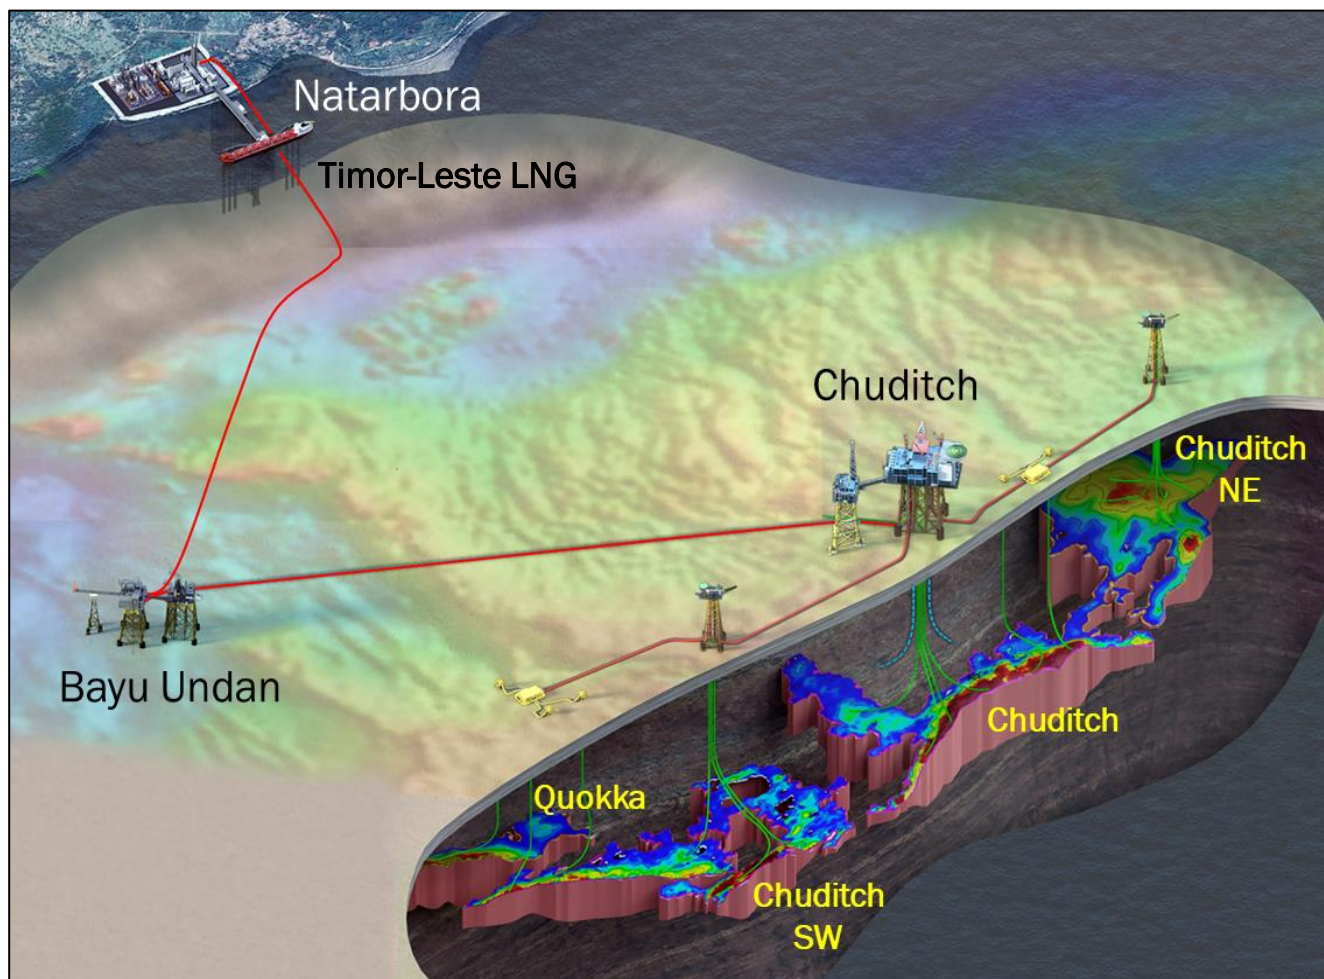 Natarbora
Timor-Leste LNG
Chuditch
Chuditch
NE
Bayu Undan
Chuditch
Quokka
Chuditch
SW